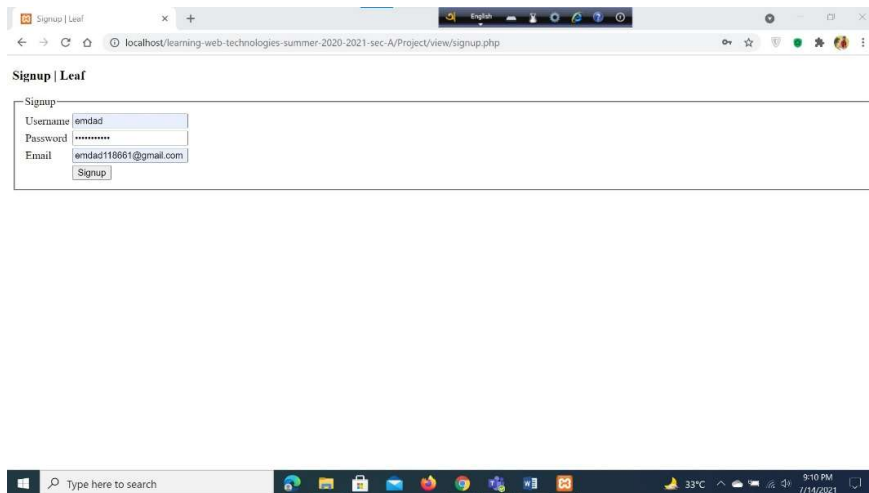 Signup | Leaf
অ English
localhost/learning-web-technologies-summer-2020-2021-sec-A/Project/view/signup.php
Signup | Leaf
Signup
Username emdad
Password •••••••••••
Email emdad118661@gmail.com
Signup
Type here to search
33°C
9:10 PM
7/14/2021